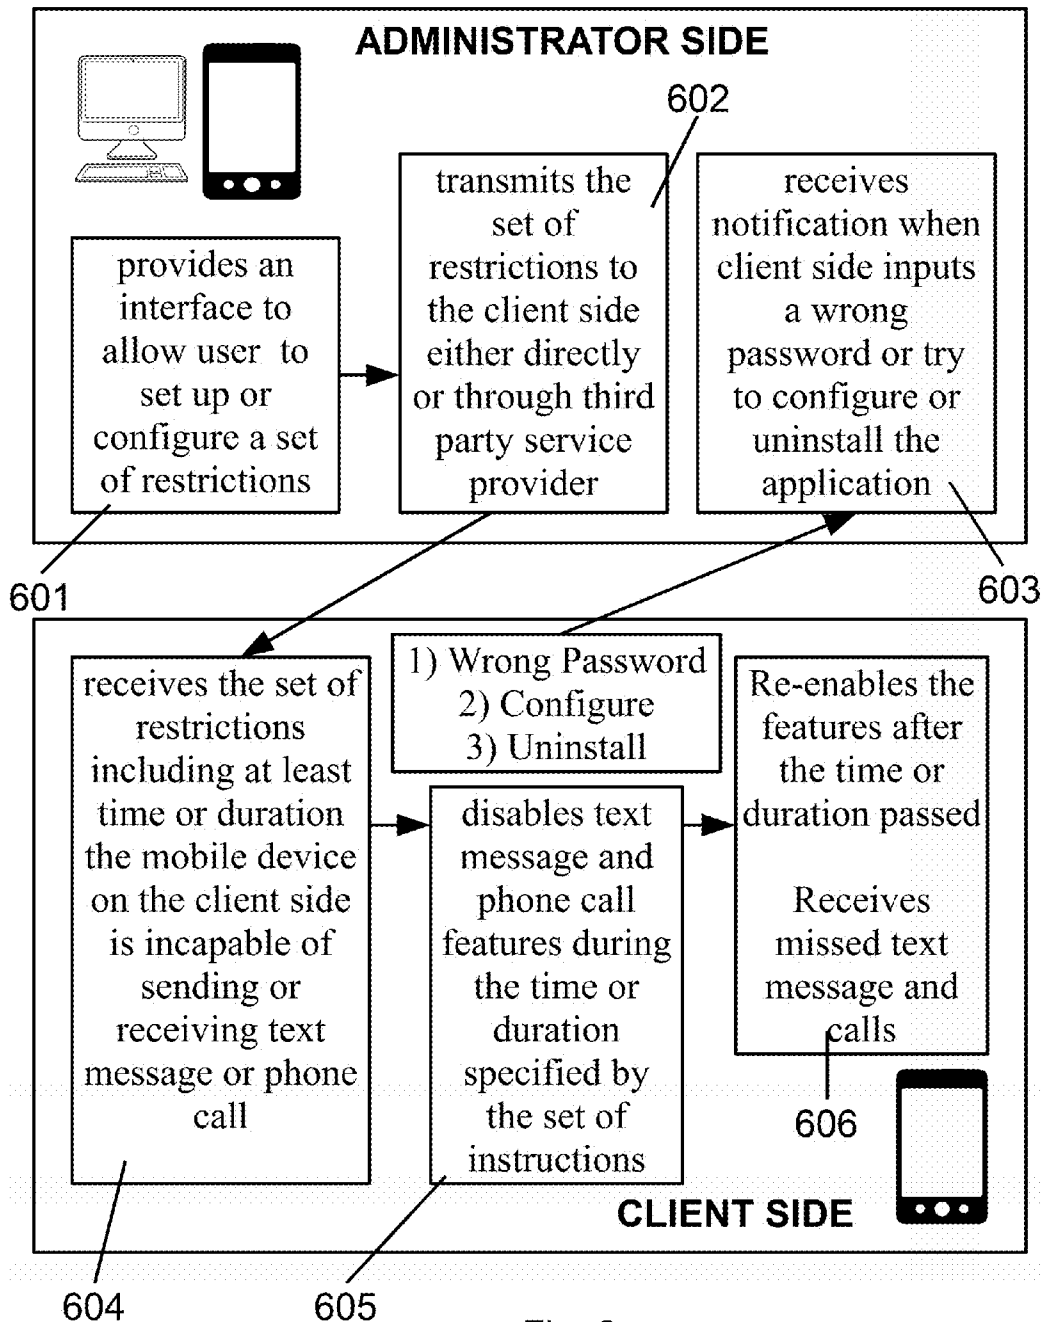 ADMINISTRATOR SIDE
602
provides an
interface to
allow user to
set up or
configure a set
of restrictions
transmits the
set of
restrictions to
the client side
either directly
or through third
party service
provider
receives
notification when
client side inputs
a wrong
password or try
to configure or
uninstall the
application
601
603
receives the set of
restrictions
including at least
time or duration
the mobile device
on the client side
is incapable of
sending or
receiving text
message or phone
call
1) Wrong Password
2) Configure
3) Uninstall
disables text
message and
phone call
features during
the time or
duration
specified by
the set of
instructions
Re-enables the
features after
the time or
duration passed
Receives
missed text
message and
calls
606
CLIENT SIDE
604
605